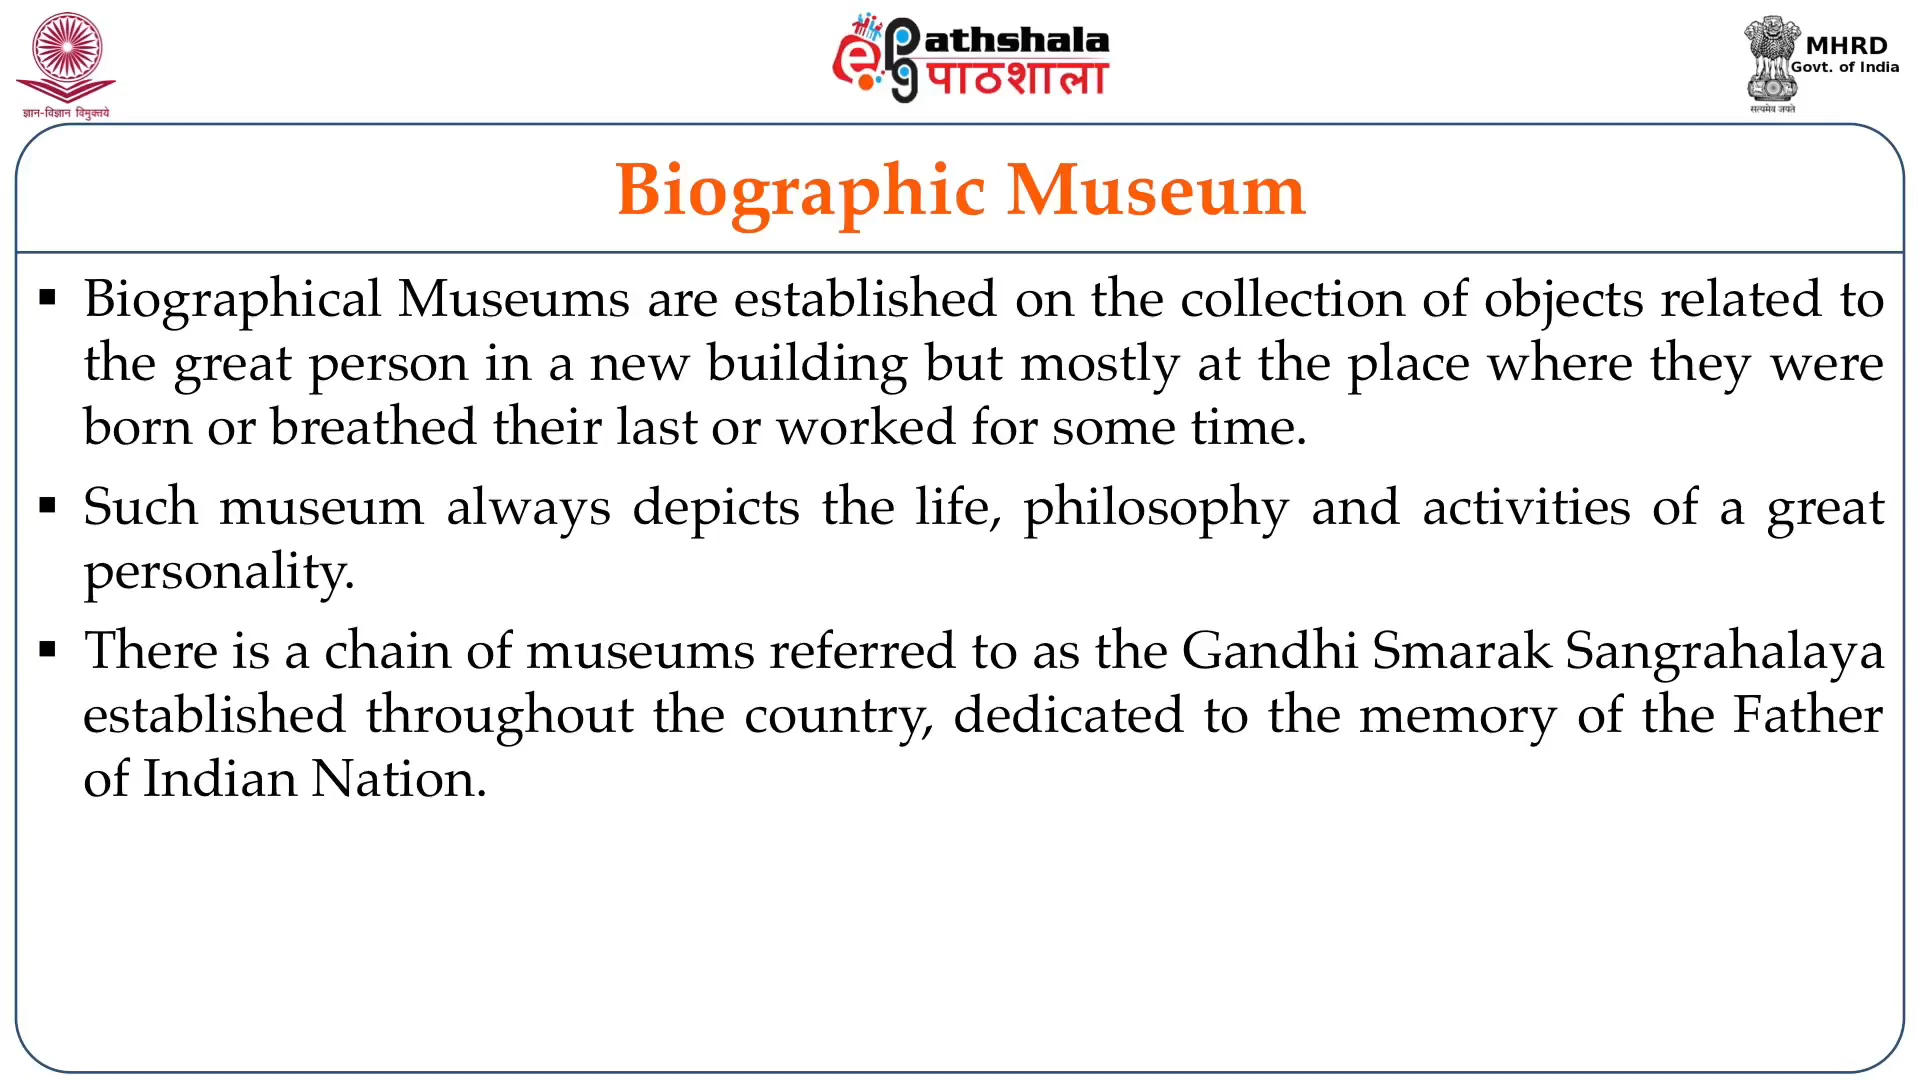 ज्ञान-विज्ञान विमुक्तये
e PG Pathshala
पाठशाला
MHRD
Govt. of India
सत्यमेव जयते
Biographic Museum
▪ Biographical Museums are established on the collection of objects related to
the great person in a new building but mostly at the place where they were
born or breathed their last or worked for some time.
▪ Such museum always depicts the life, philosophy and activities of a great
personality.
▪ There is a chain of museums referred to as the Gandhi Smarak Sangrahalaya
established throughout the country, dedicated to the memory of the Father
of Indian Nation.